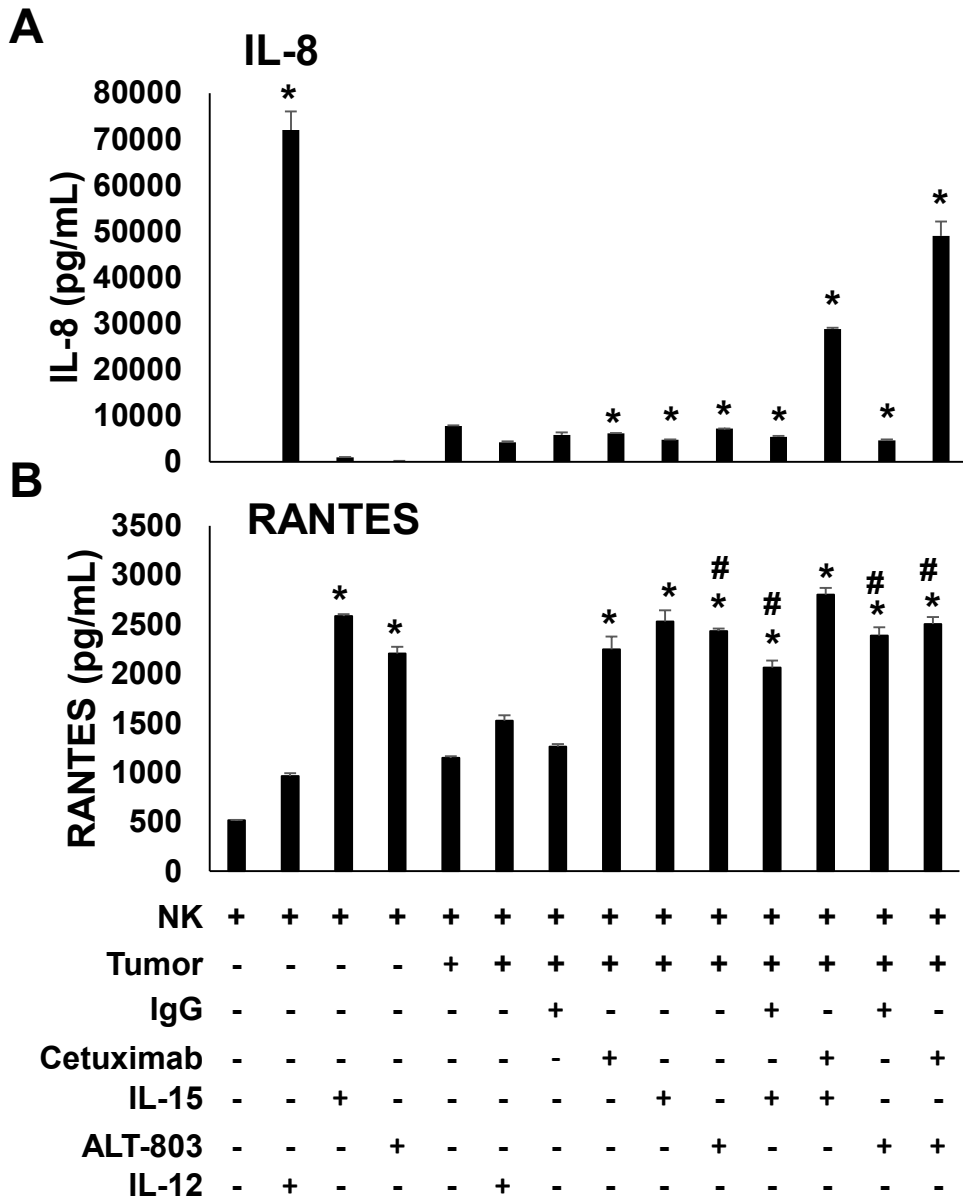 A
IL-8
80000
70000
60000
50000
40000
30000
20000
10000
0
IL-8 (pg/mL)
*
* * * * * * *
B
RANTES
3500
3000
2500
2000
1500
1000
500
0
RANTES (pg/mL)
* * * * # * # * * # * # *
NK + + + + + + + + + + + + + +
Tumor - - - - + + + + + + + + + +
IgG - - - - - - + - - - + - + -
Cetuximab - - - - - - - + - - - + - +
IL-15 - - + - - - - - + - + + - -
ALT-803 - - - + - - - - - + - - + +
IL-12 - + - - - + - - - - - - - -